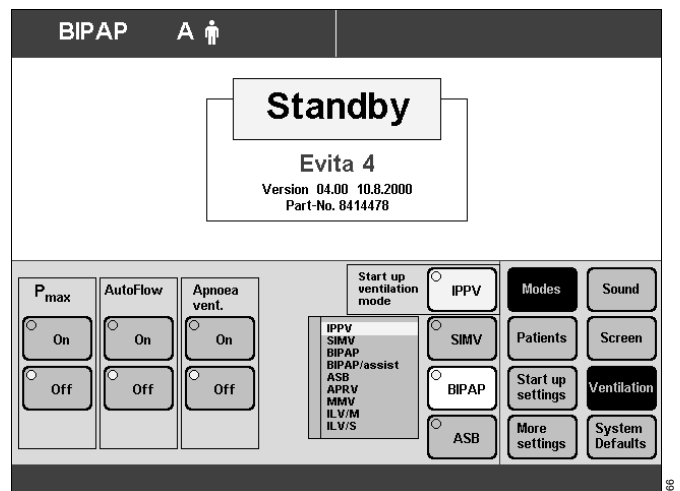 BIPAP A
Standby
Evita 4
Version 04.00 10.8.2000
Part-No. 8414478
Pmax
On
Off
AutoFlow
On
Off
Apnoea
vent.
On
Off
Start up
ventilation
mode
IPPV
SIMV
BIPAP
BIPAP/assist
ASB
APRV
MMV
ILV/M
ILV/S
IPPV
SIMV
BIPAP
ASB
Modes
Sound
Patients
Screen
Start up
settings
Ventilation
More
settings
System
Defaults
66